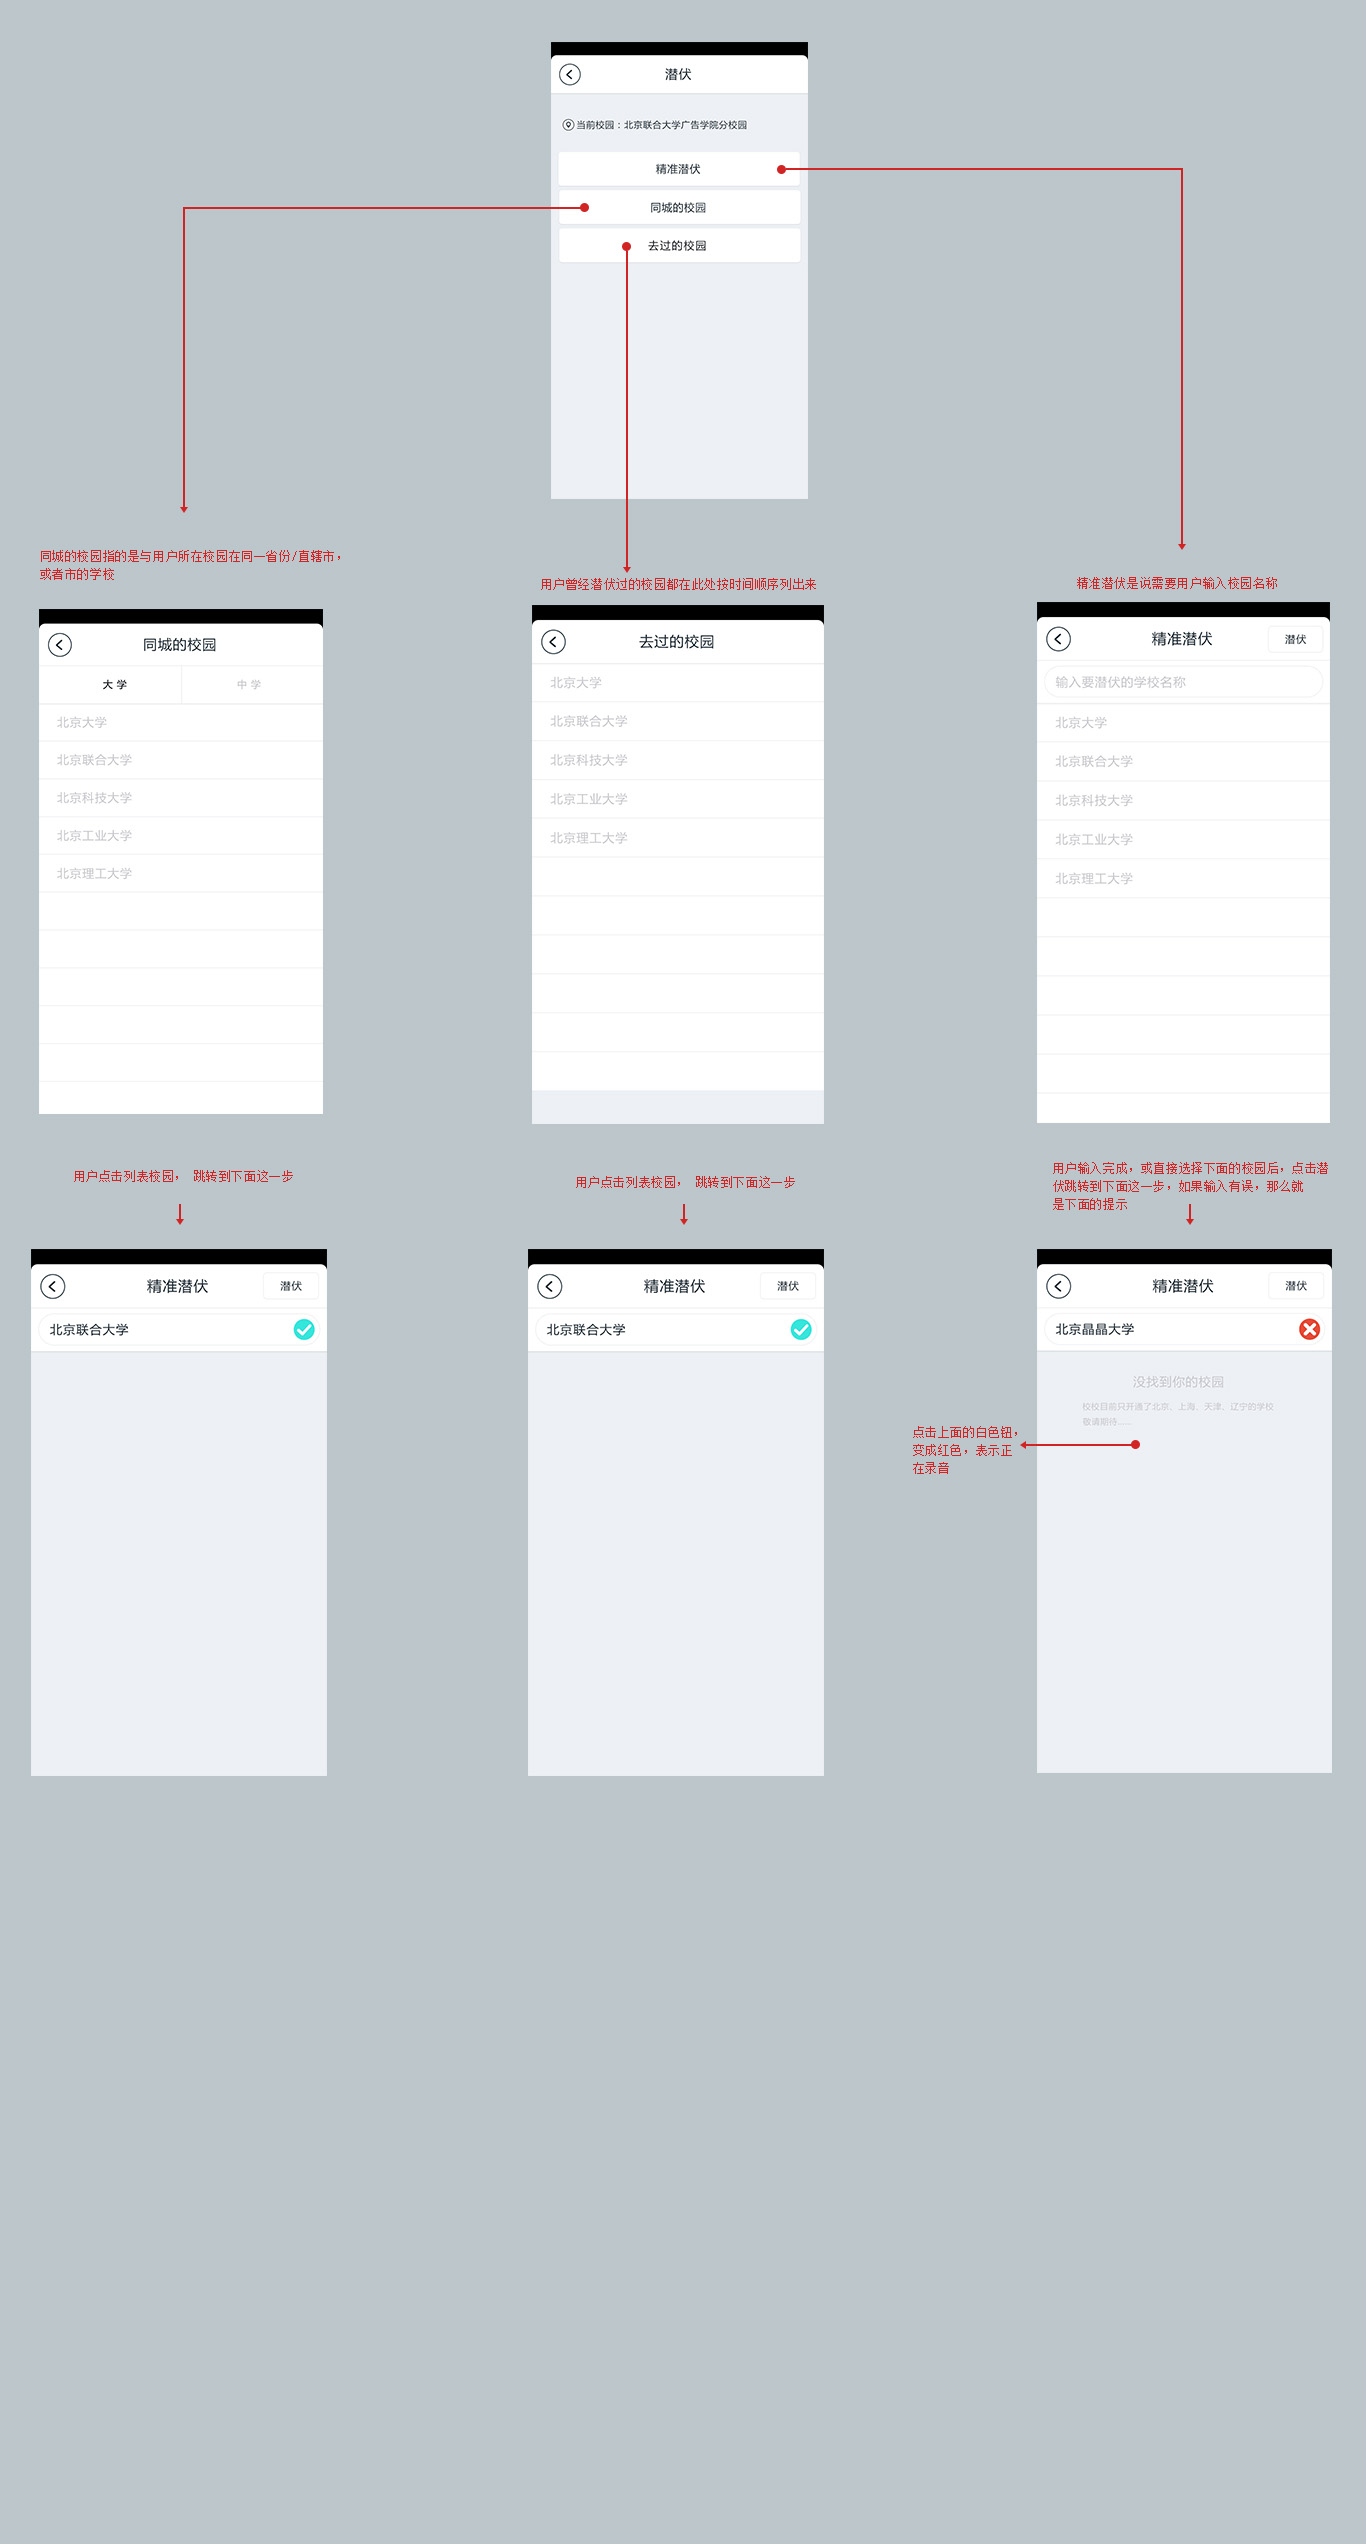 潜伏
当前校园：北京联合大学广告学院分校园
精准潜伏
同城的校园
去过的校园
同城的校园指的是与用户所在校园在同一省份/直辖市，
或者市的学校
同城的校园
大 学
中 学
北京大学
北京联合大学
北京科技大学
北京工业大学
北京理工大学
用户曾经潜伏过的校园都在此处按时间顺序列出来
去过的校园
北京大学
北京联合大学
北京科技大学
北京工业大学
北京理工大学
精准潜伏是说需要用户输入校园名称
精准潜伏
潜伏
输入要潜伏的学校名称
北京大学
北京联合大学
北京科技大学
北京工业大学
北京理工大学
用户点击列表校园， 跳转到下面这一步
精准潜伏
潜伏
北京联合大学
用户点击列表校园， 跳转到下面这一步
精准潜伏
潜伏
北京联合大学
用户输入完成，或直接选择下面的校园后，点击潜
伏跳转到下面这一步，如果输入有误，那么就
是下面的提示
精准潜伏
潜伏
北京晶晶大学
没找到你的校园
校校目前只开通了北京、上海、天津、辽宁的学校
敬请期待......
点击上面的白色钮，
变成红色，表示正
在录音